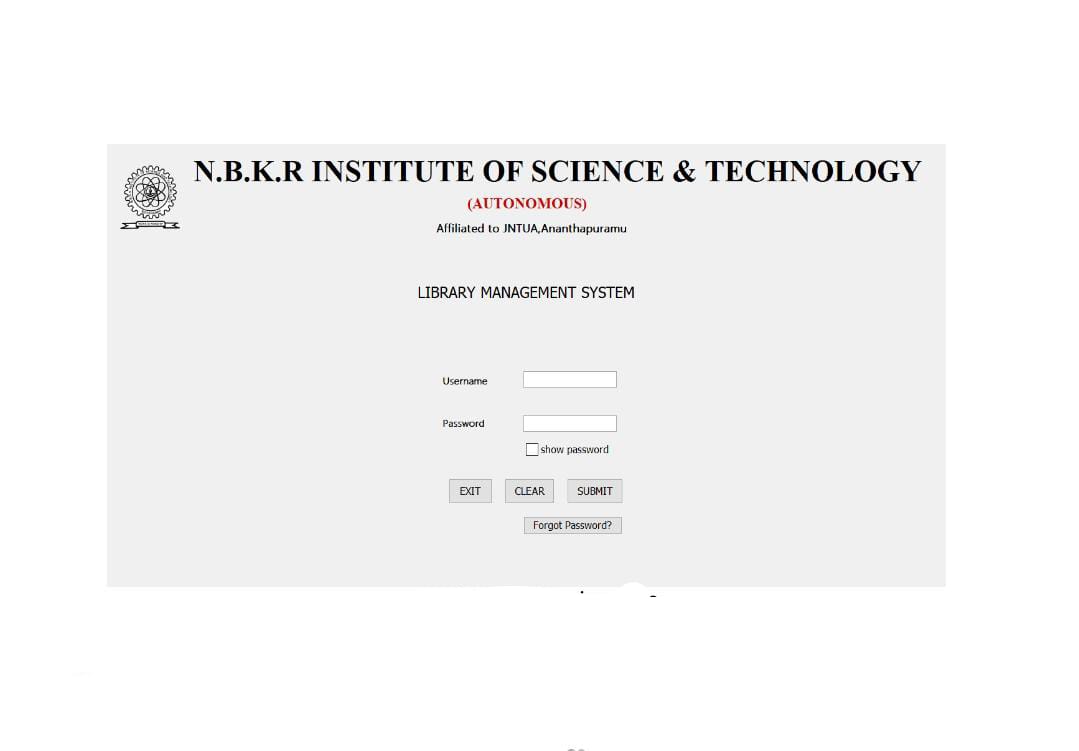 N.B.K.R INSTITUTE OF SCIENCE & TECHNOLOGY
(AUTONOMOUS)
Affiliated to JNTUA,Ananthapuramu
LIBRARY MANAGEMENT SYSTEM
Username
Password
show password
EXIT CLEAR SUBMIT
Forgot Password?